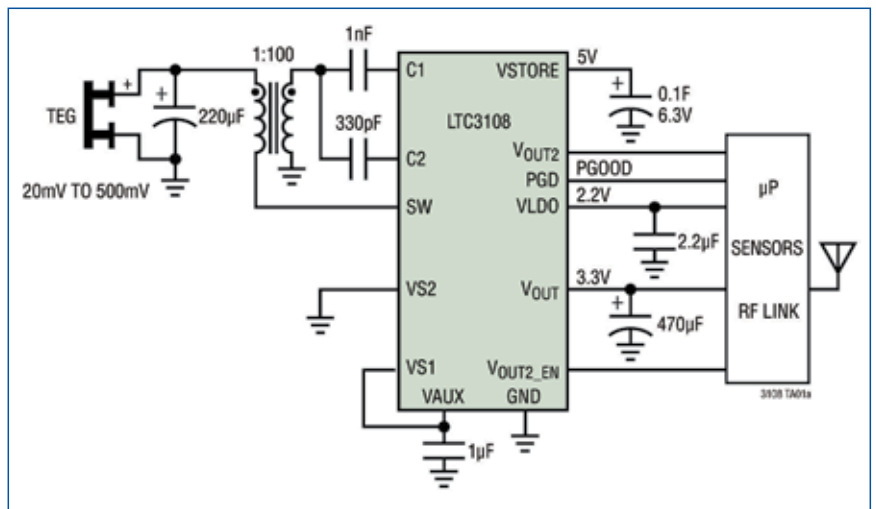 1:100
1nF
TEG
+
+
220µF
20mV TO 500mV
330pF
C1
C2
SW
VS2
VS1
VAUX
GND
LTC3108
VSTORE
VOUT2
PGD
VLDO
VOUT
VOUT2_EN
5V
+
0.1F
6.3V
PGOOD
2.2V
2.2µF
3.3V
+
470µF
1µF
µP
SENSORS
RF LINK
3108 TA01a